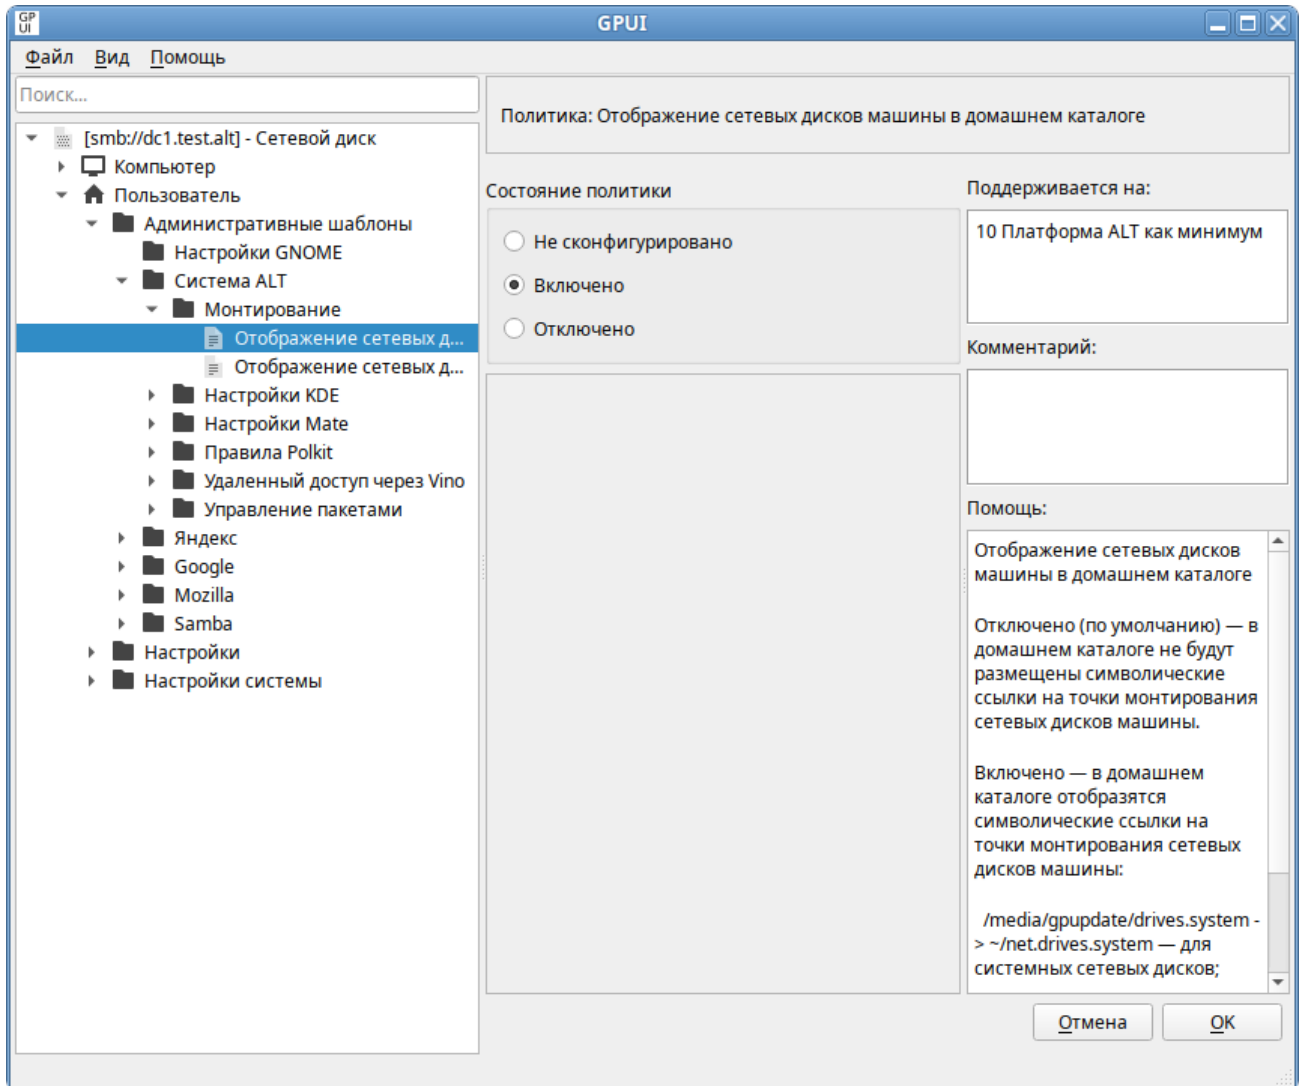 GP
UI
GPUI
Файл Вид Помощь
Поиск...
[smb://dc1.test.alt] - Сетевой диск
Компьютер
Пользователь
Административные шаблоны
Настройки GNOME
Система ALT
Монтирование
Отображение сетевых д...
Отображение сетевых д...
Настройки KDE
Настройки Mate
Правила Polkit
Удаленный доступ через Vino
Управление пакетами
Яндекс
Google
Mozilla
Samba
Настройки
Настройки системы
Политика: Отображение сетевых дисков машины в домашнем каталоге
Состояние политики
Не сконфигурировано
Включено
Отключено
Поддерживается на:
10 Платформа ALT как минимум
Комментарий:
Помощь:
Отображение сетевых дисков
машины в домашнем каталоге
Отключено (по умолчанию) — в
домашнем каталоге не будут
размещены символические
ссылки на точки монтирования
сетевых дисков машины.
Включено — в домашнем
каталоге отобразятся
символические ссылки на
точки монтирования сетевых
дисков машины:
/media/gpupdate/drives.system -
> ~/net.drives.system — для
системных сетевых дисков;
Отмена
OK